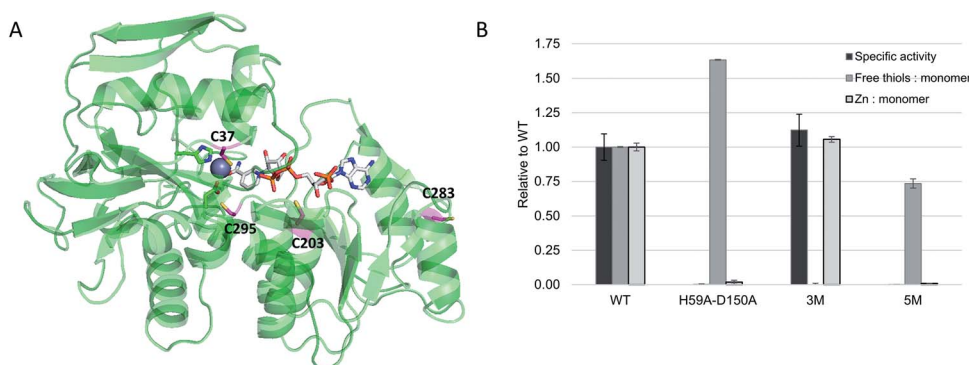 A
C37
C283
C295
C203
B
Relative to WT
1.75
1.50
1.25
1.00
0.75
0.50
0.25
0.00
Specific activity
Free thiols : monomer
Zn : monomer
WT
H59A-D150A
3M
5M